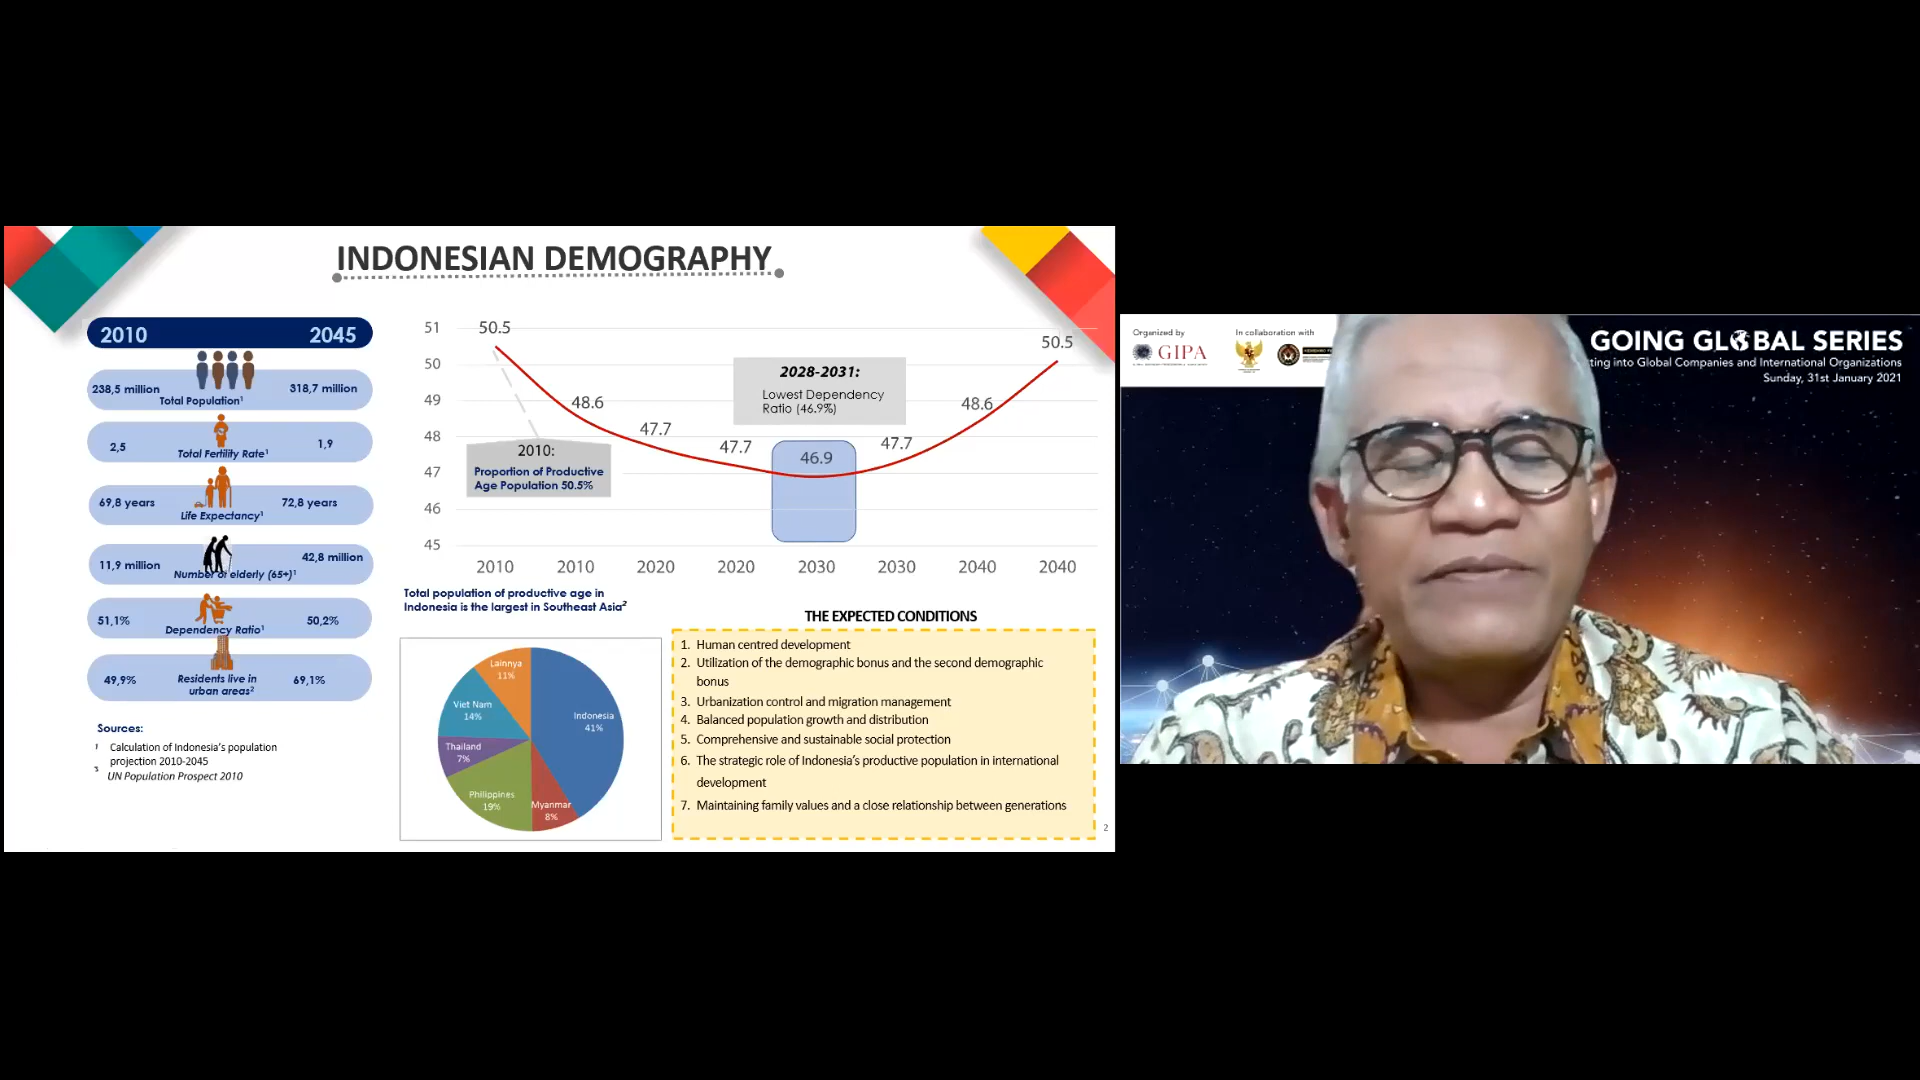 INDONESIAN DEMOGRAPHY
2010 2045
238,5 million 318,7 million
Total Population¹
2,5 1,9
Total Fertility Rate¹
69,8 years 72,8 years
Life Expectancy¹
11,9 million 42,8 million
Number of elderly (65+)¹
51,1% 50,2%
Dependency Ratio¹
49,9% 69,1%
Residents live in
urban areas²
Sources:
¹ Calculation of Indonesia's population
projection 2010-2045
UN Population Prospect 2010
51
50
49
48
47
46
45
50.5
48.6
47.7
47.7
46.9
47.7
48.6
50.5
2010:
Proportion of Productive
Age Population 50.5%
2028-2031:
Lowest Dependency
Ratio (46.9%)
2010 2010 2020 2020 2030 2030 2040 2040
Total population of productive age in
Indonesia is the largest in Southeast Asia²
Lainnya
11%
Indonesia
41%
Viet Nam
14%
Thailand
7%
Philippines
19%
Myanmar
8%
THE EXPECTED CONDITIONS
1. Human centred development
2. Utilization of the demographic bonus and the second demographic
bonus
3. Urbanization control and migration management
4. Balanced population growth and distribution
5. Comprehensive and sustainable social protection
6. The strategic role of Indonesia's productive population in international
development
7. Maintaining family values and a close relationship between generations
2
Organized by
GIPA
In collaboration with
GOING GLOBAL SERIES
into Global Companies and International Organizations
Sunday, 31st January 2021